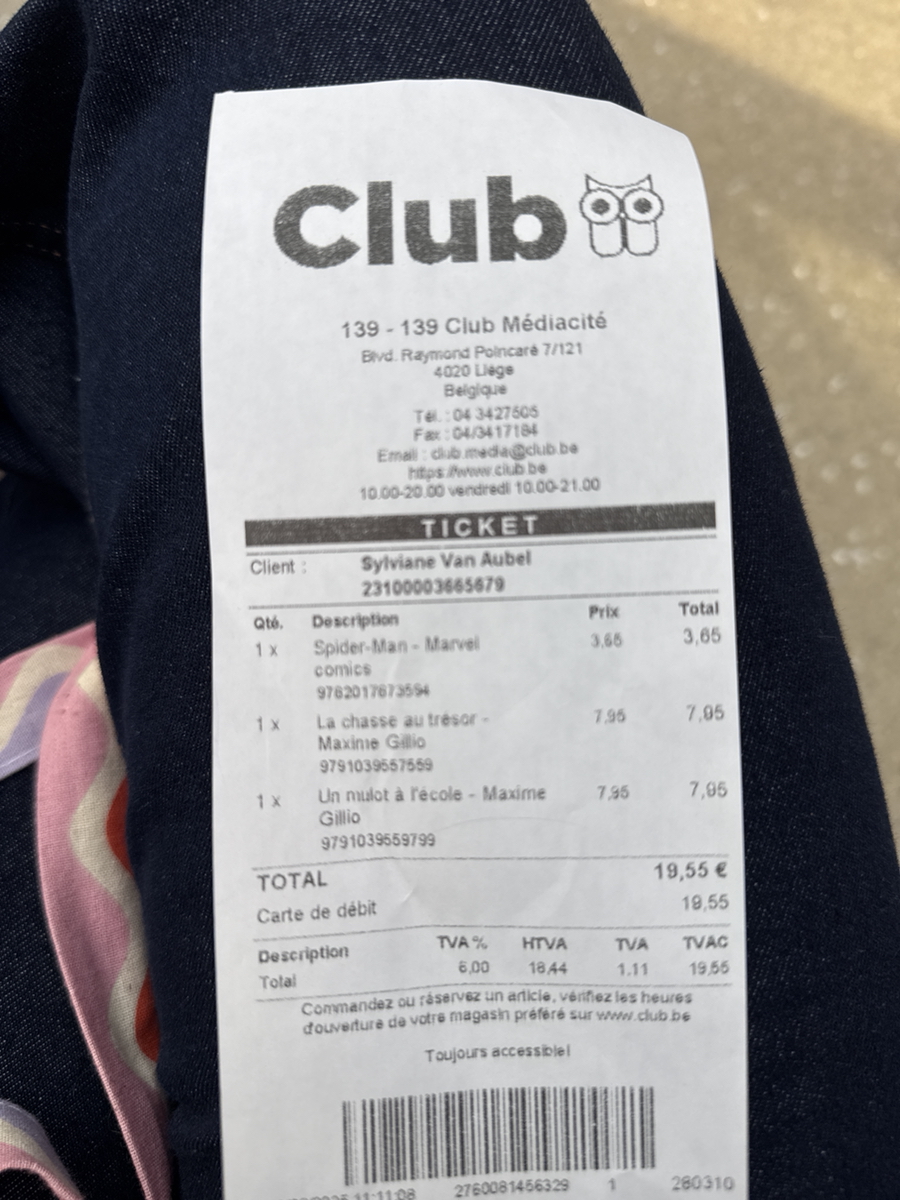 Club
139 - 139 Club Médiacité
Blvd. Raymond Poincaré 7/121
4020 Liège
Belgique
Tél. : 04 3427605
Fax : 04/3417184
Email : club.media@club.be
https://www.club.be
10.00-20.00 vendredi 10.00-21.00
TICKET
Client : Sylviane Van Aubel
23100003665679
Qté. Description Prix Total
1 x Spider-Man - Marvel 3,65 3,65
comics
9782017873594
1 x La chasse au trésor - 7,95 7,95
Maxime Gillio
9791039557559
1 x Un mulot à l'école - Maxime 7,95 7,95
Gillio
9791039559799
TOTAL 19,55 €
Carte de débit 19,55
Description TVA % HTVA TVA TVAC
Total 6,00 18,44 1,11 19,55
Commandez ou réservez un article, vérifiez les heures
d'ouverture de votre magasin préféré sur www.club.be
Toujours accessible!
11:11:08 2760081456329 1 280310